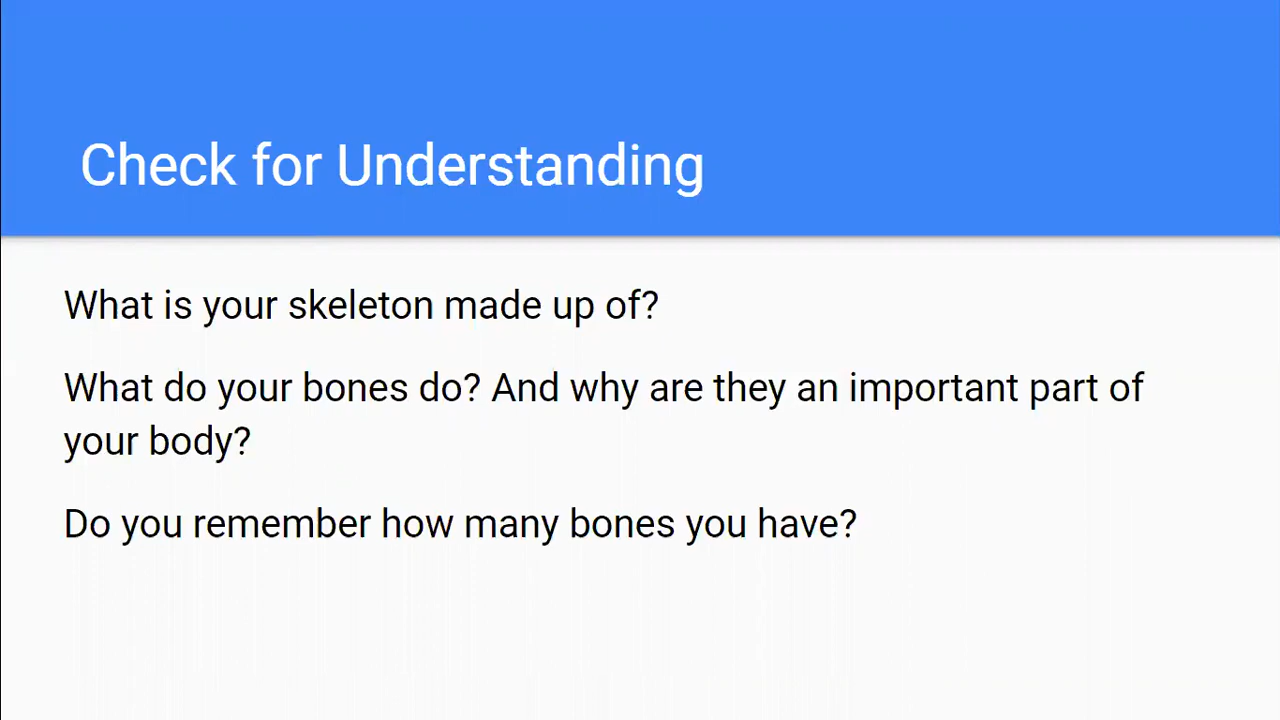 Check for Understanding
What is your skeleton made up of?
What do your bones do? And why are they an important part of
your body?
Do you remember how many bones you have?